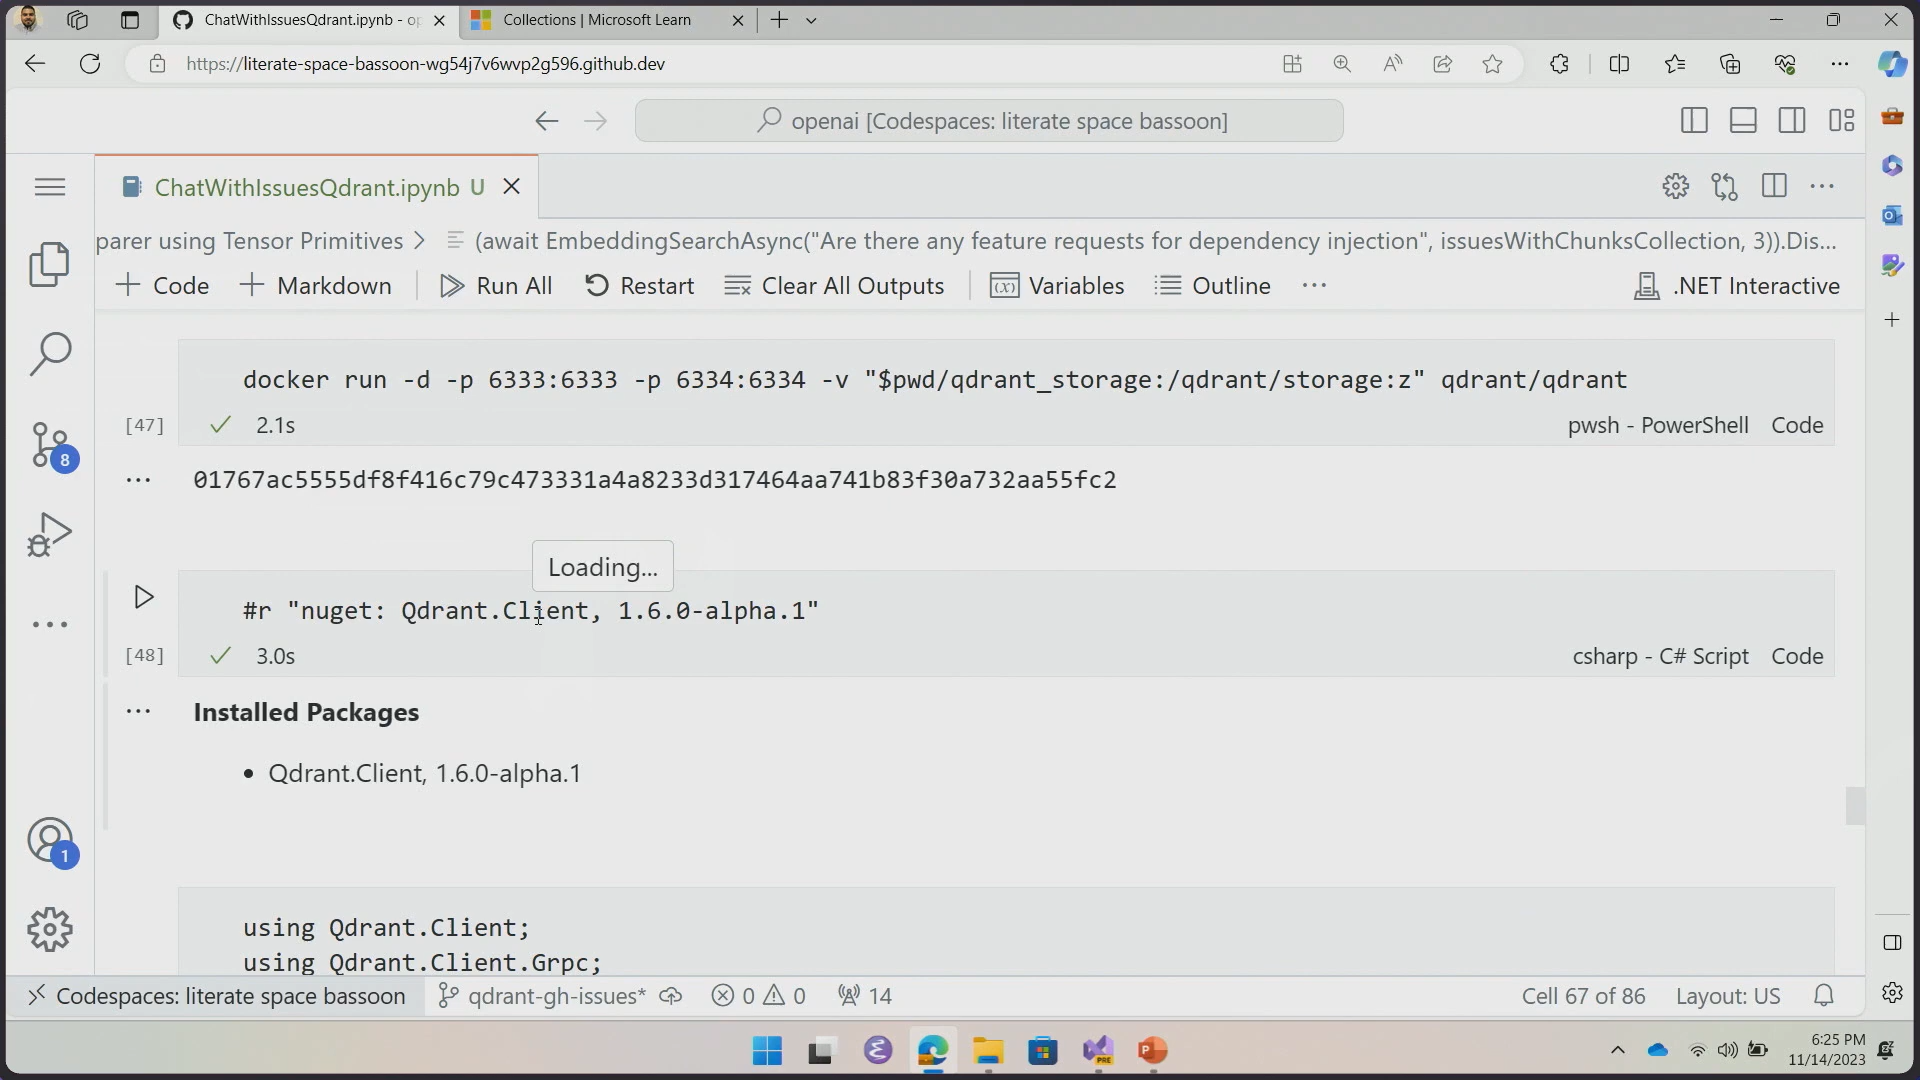 ChatWithIssuesQdrant.ipynb - op
Collections | Microsoft Learn
https://literate-space-bassoon-wg54j7v6wvp2g596.github.dev
openai [Codespaces: literate space bassoon]
ChatWithIssuesQdrant.ipynb U
parer using Tensor Primitives > (await EmbeddingSearchAsync("Are there any feature requests for dependency injection", issuesWithChunksCollection, 3)).Dis...
+ Code + Markdown Run All Restart Clear All Outputs Variables Outline ... .NET Interactive
docker run -d -p 6333:6333 -p 6334:6334 -v "$pwd/qdrant_storage:/qdrant/storage:z" qdrant/qdrant
[47] 2.1s pwsh - PowerShell Code
8
01767ac5555df8f416c79c473331a4a8233d317464aa741b83f30a732aa55fc2
Loading...
#r "nuget: Qdrant.Client, 1.6.0-alpha.1"
[48] 3.0s csharp - C# Script Code
Installed Packages
• Qdrant.Client, 1.6.0-alpha.1
1
using Qdrant.Client;
using Qdrant.Client.Grpc;
Codespaces: literate space bassoon qdrant-gh-issues* 0 0 14 Cell 67 of 86 Layout: US
PRE
6:25 PM
11/14/2023